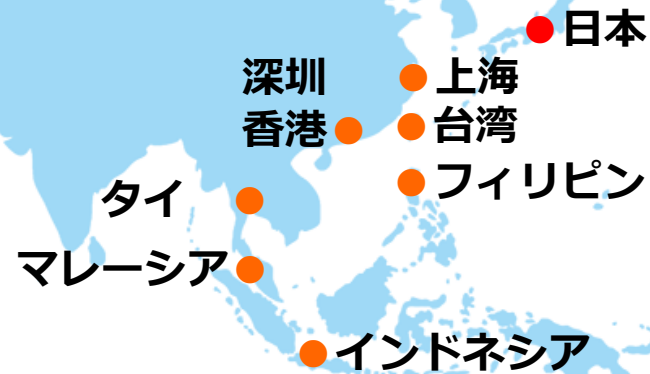 日本
深圳
上海
香港
台湾
フィリピン
タイ
マレーシア
インドネシア